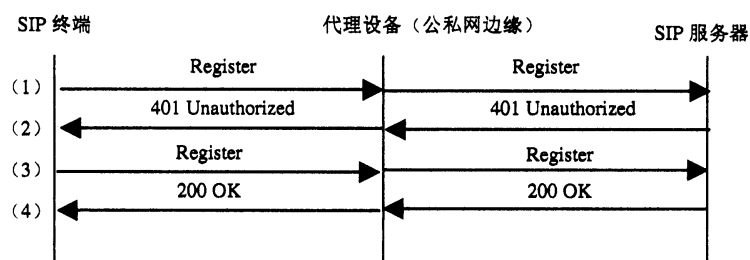 SIP 终端 代理设备（公私网边缘） SIP 服务器
（1） Register Register
（2） 401 Unauthorized 401 Unauthorized
（3） Register Register
（4） 200 OK 200 OK